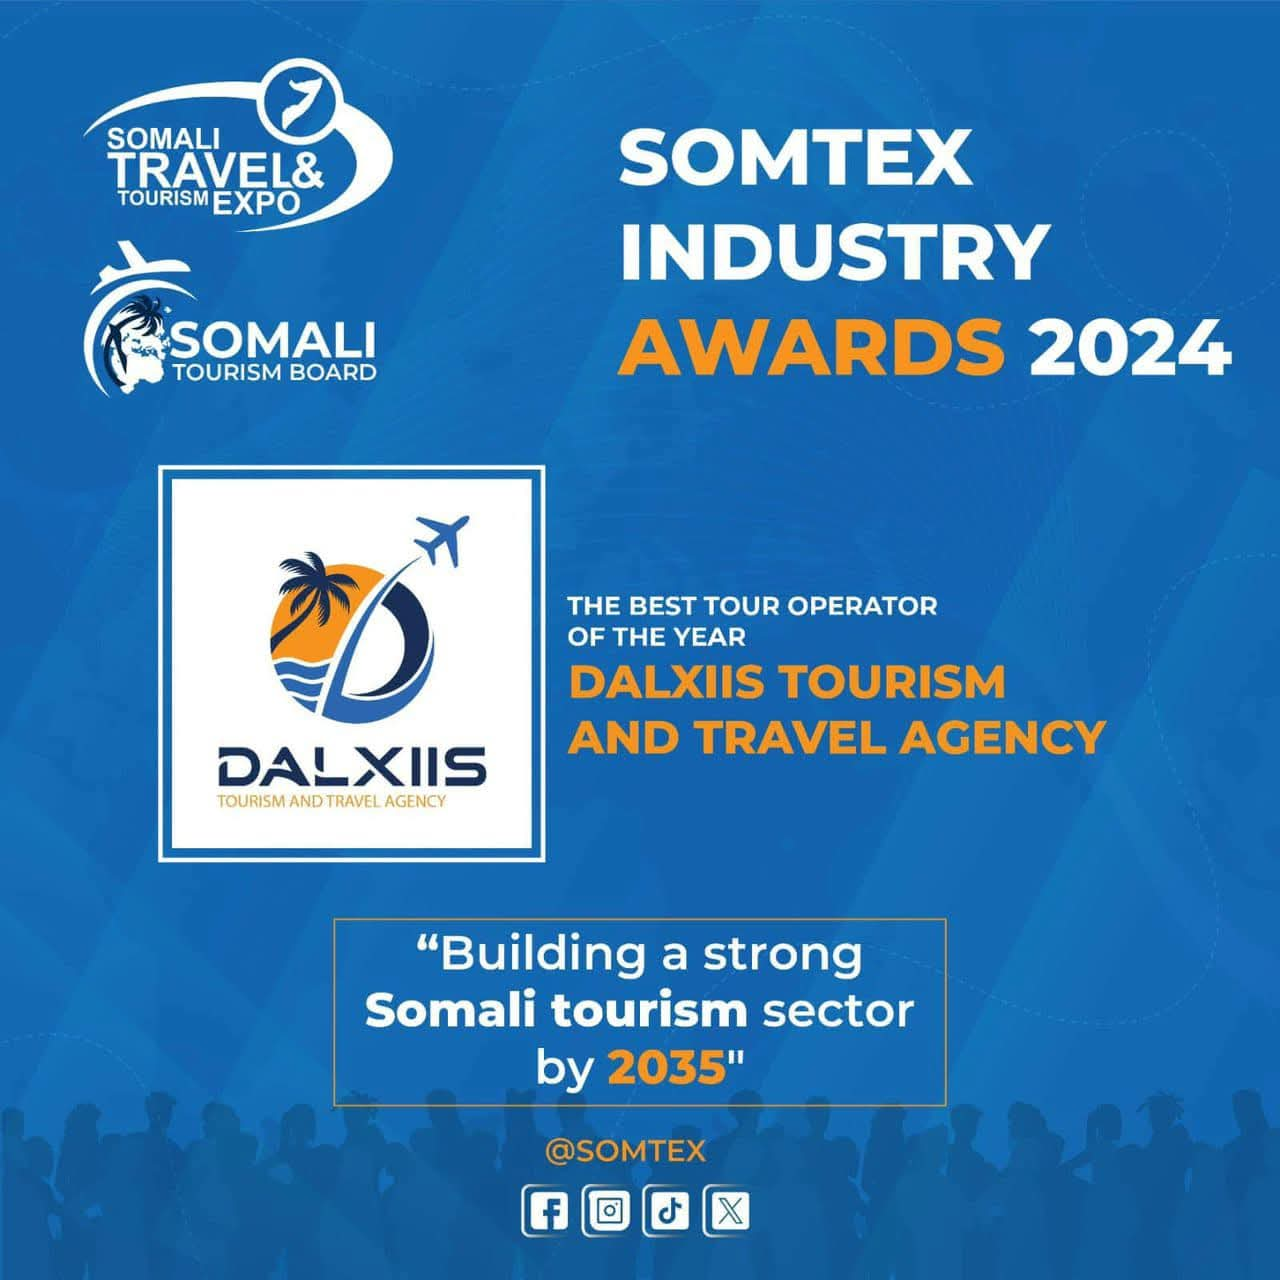 SOMALI
TRAVEL&
TOURISM EXPO
SOMALI
TOURISM BOARD
SOMTEX
INDUSTRY
AWARDS 2024
DALXIIS
TOURISM AND TRAVEL AGENCY
THE BEST TOUR OPERATOR
OF THE YEAR
DALXIIS TOURISM
AND TRAVEL AGENCY
“Building a strong
Somali tourism sector
by 2035"
@SOMTEX